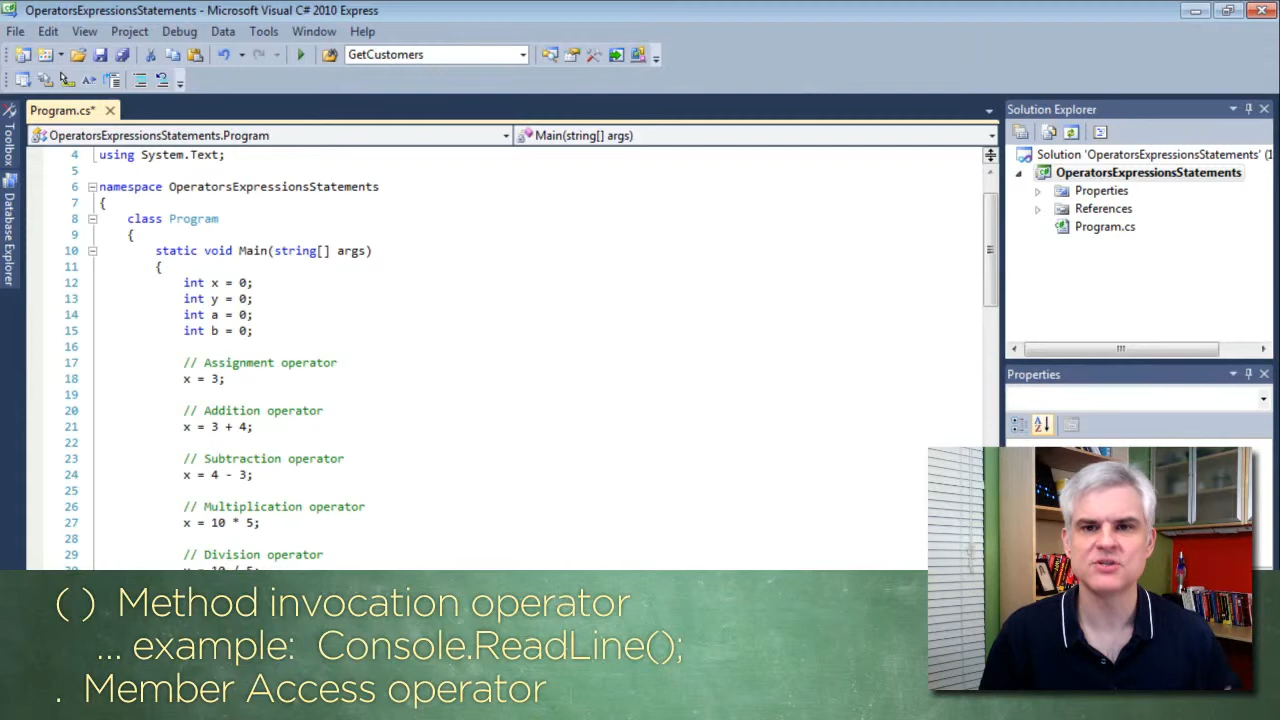 OperatorsExpressionsStatements - Microsoft Visual C# 2010 Express
File Edit View Project Debug Data Tools Window Help
GetCustomers
Program.cs*
OperatorsExpressionsStatements.Program
Main(string[] args)
Toolbox
Database Explorer
4 using System.Text;
5
6 namespace OperatorsExpressionsStatements
7 {
8 class Program
9 {
10 static void Main(string[] args)
11 {
12 int x = 0;
13 int y = 0;
14 int a = 0;
15 int b = 0;
16
17 // Assignment operator
18 x = 3;
19
20 // Addition operator
21 x = 3 + 4;
22
23 // Subtraction operator
24 x = 4 - 3;
25
26 // Multiplication operator
27 x = 10 * 5;
28
29 // Division operator
Solution Explorer
Solution 'OperatorsExpressionsStatements' (1
OperatorsExpressionsStatements
Properties
References
Program.cs
Properties
( ) Method invocation operator
... example: Console.ReadLine();
. Member Access operator